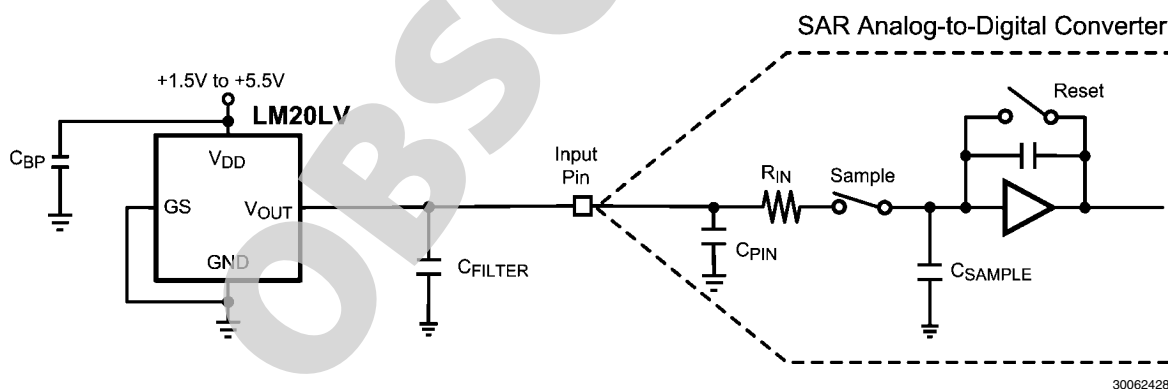 SAR Analog-to-Digital Converter
+1.5V to +5.5V
LM20LV
Reset
CBP
VDD
Input
Pin
RIN
Sample
GS
VOUT
GND
CFILTER
CPIN
CSAMPLE
OBSO
30062428